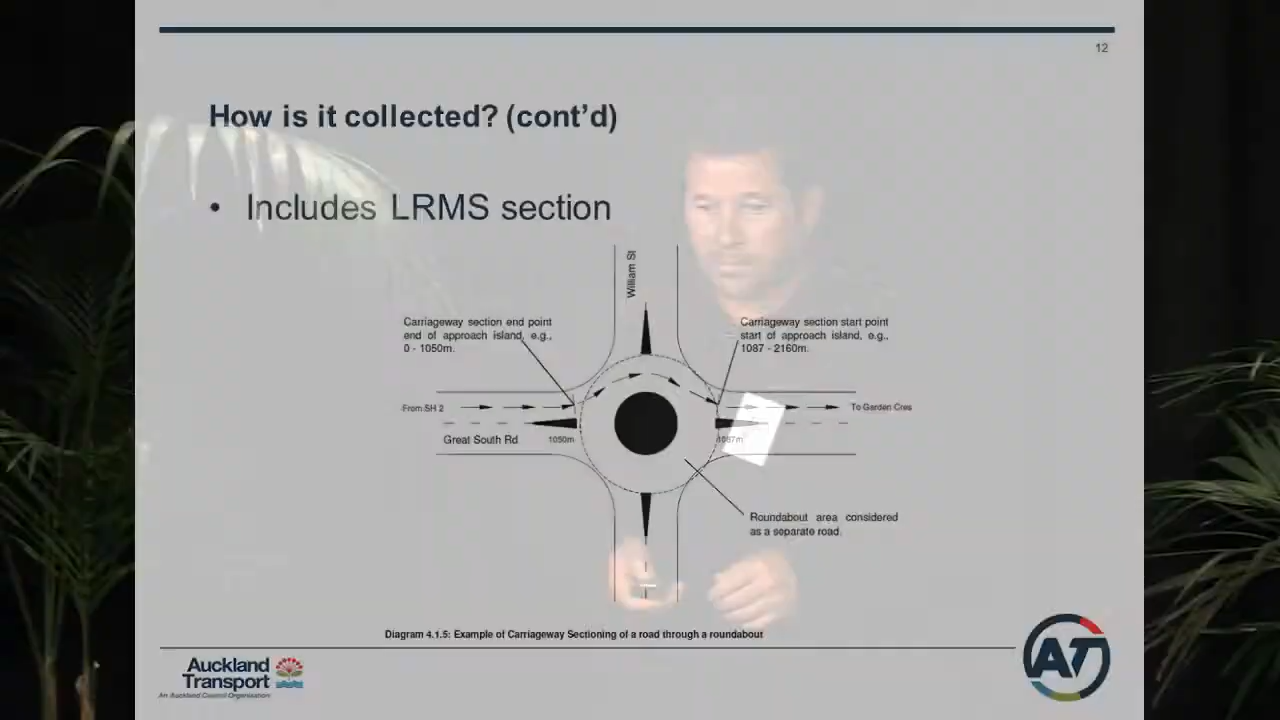 12
How is it collected? (cont’d)
• Includes LRMS section
William St
Carriageway section end point
end of approach island, e.g.,
0 - 1050m.
Carriageway section start point
start of approach island, e.g.,
1087 - 2160m.
From SH 2
To Garden Cres
Great South Rd
1050m
1087m
Roundabout area considered
as a separate road.
Diagram 4.1.5: Example of Carriageway Sectioning of a road through a roundabout
Auckland
Transport
An Auckland Council Organisation
AT